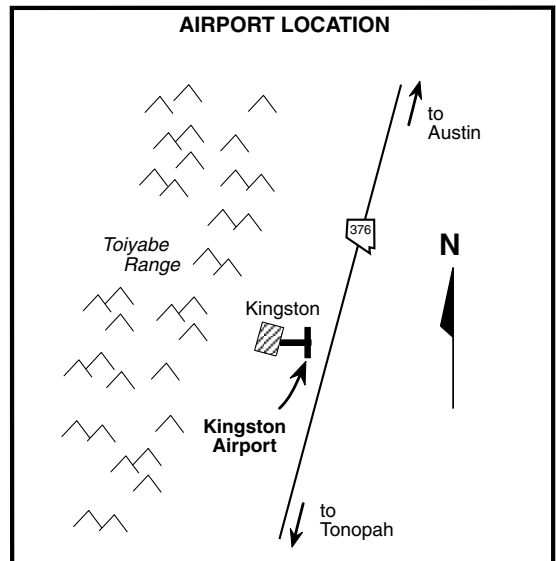 AIRPORT LOCATION
to
Austin
376
Toiyabe
Range
N
Kingston
Kingston
Airport
to
Tonopah